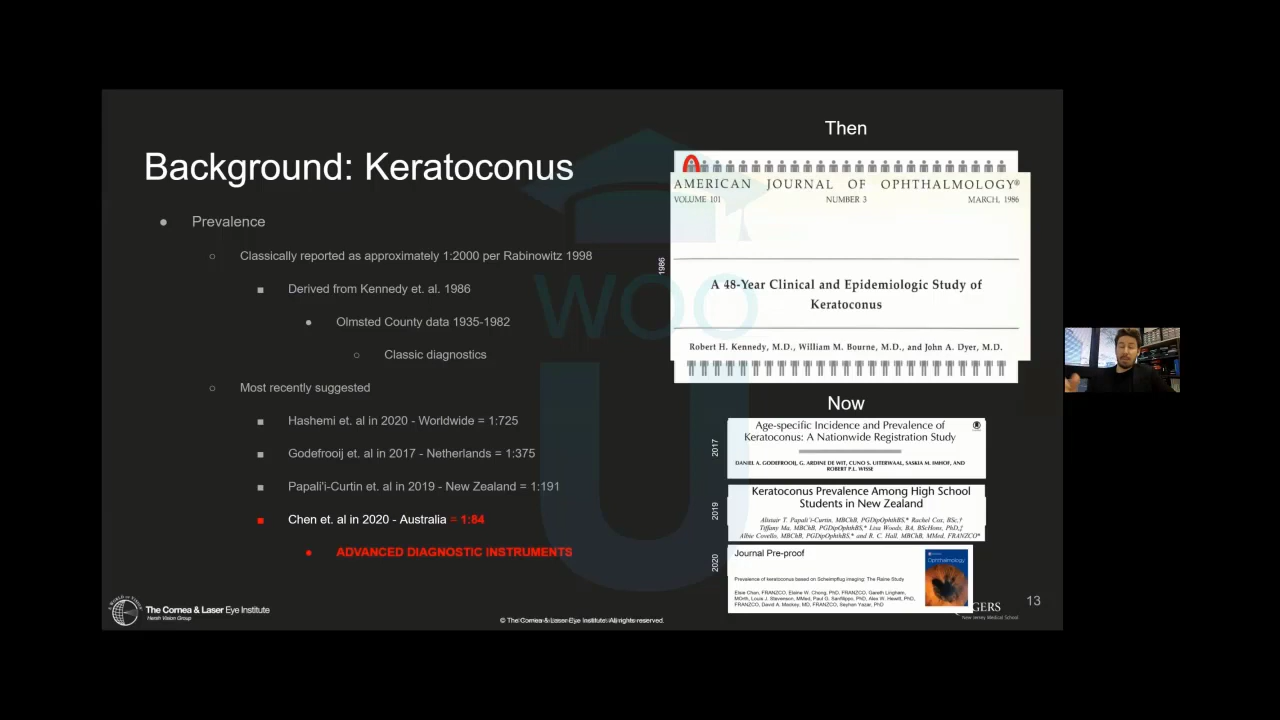 Background: Keratoconus
Prevalence
Classically reported as approximately 1:2000 per Rabinowitz 1998
Derived from Kennedy et. al. 1986
Olmsted County data 1935-1982
Classic diagnostics
Most recently suggested
Hashemi et. al in 2020 - Worldwide = 1:725
Godefrooij et. al in 2017 - Netherlands = 1:375
Papali'i-Curtin et. al in 2019 - New Zealand = 1:191
Chen et. al in 2020 - Australia = 1:84
ADVANCED DIAGNOSTIC INSTRUMENTS
Then
1986
AMERICAN JOURNAL OF OPHTHALMOLOGY®
VOLUME 101 NUMBER 3 MARCH, 1986
A 48-Year Clinical and Epidemiologic Study of
Keratoconus
Robert H. Kennedy, M.D., William M. Bourne, M.D., and John A. Dyer, M.D.
Now
2017
Age-specific Incidence and Prevalence of
Keratoconus: A Nationwide Registration Study
DANIEL A. GODEFROOIJ, G. ARDINE DE WIT, CUNO S. UITERWAAL, SASKIA M. IMHOF, AND
ROBERT P.L. WISSE
2019
Keratoconus Prevalence Among High School
Students in New Zealand
Alistair T. Papali'i-Curtin, MBChB, PGDipOphthBS,* Rachel Cox, BSc,†
Tiffany Ma, MBChB, PGDipOphthBS,‡ Lisa Woods, BA, BScHons, PhD,‡
Albie Covello, MBChB, PGDipOphthBS,* and R. C. Hall, MBChB, MMed, FRANZCO*
2020
Journal Pre-proof
Ophthalmology
Prevalence of keratoconus based on Scheimpflug imaging: The Raine Study
Elsie Chan, FRANZCO, Elaine W. Chong, PhD, FRANZCO, Gareth Lingham,
MOrth, Louis J. Stevenson, MMed, Paul G. Sanfilippo, PhD, Alex W. Hewitt, PhD,
FRANZCO, David A. Mackey, MD, FRANZCO, Seyhan Yazar, PhD
WOO
U
The Cornea & Laser Eye Institute
Hersh Vision Group
© The Cornea & Laser Eye Institute. All rights reserved.
GERS
New Jersey Medical School
13